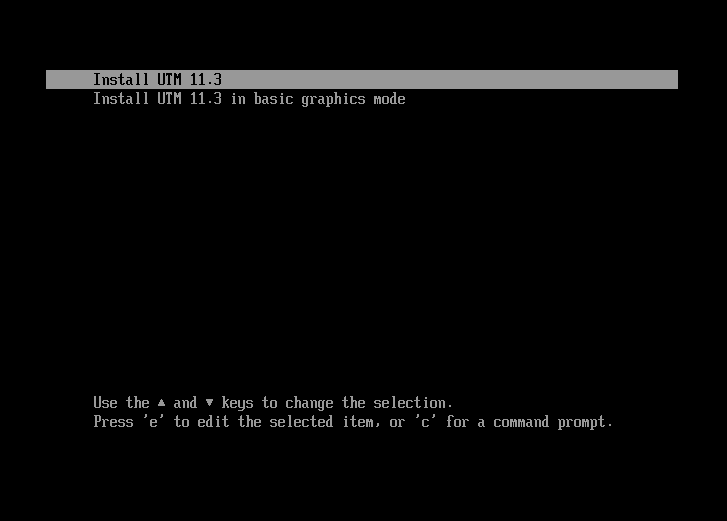 Install UTM 11.3
Install UTM 11.3 in basic graphics mode
Use the ▲ and ▼ keys to change the selection.
Press 'e' to edit the selected item, or 'c' for a command prompt.